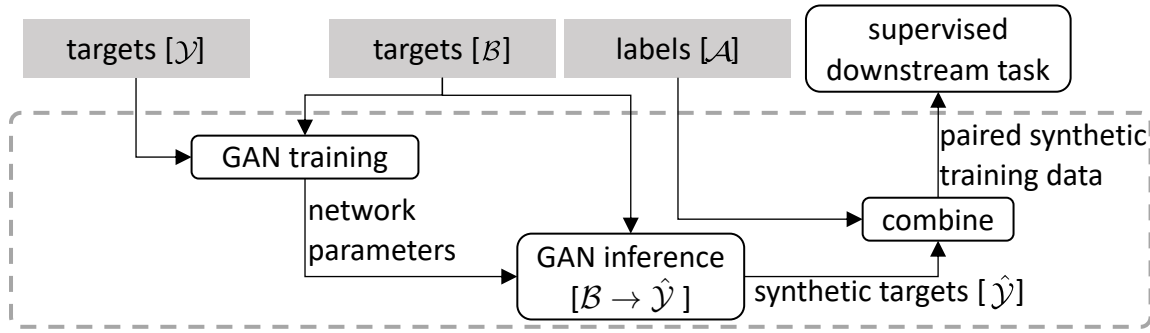 targets [𝒴]
targets [ℬ]
labels [𝒜]
supervised
downstream task
GAN training
paired synthetic
training data
network
parameters
combine
GAN inference
[ℬ → 𝒴̂ ]
synthetic targets [ 𝒴̂]